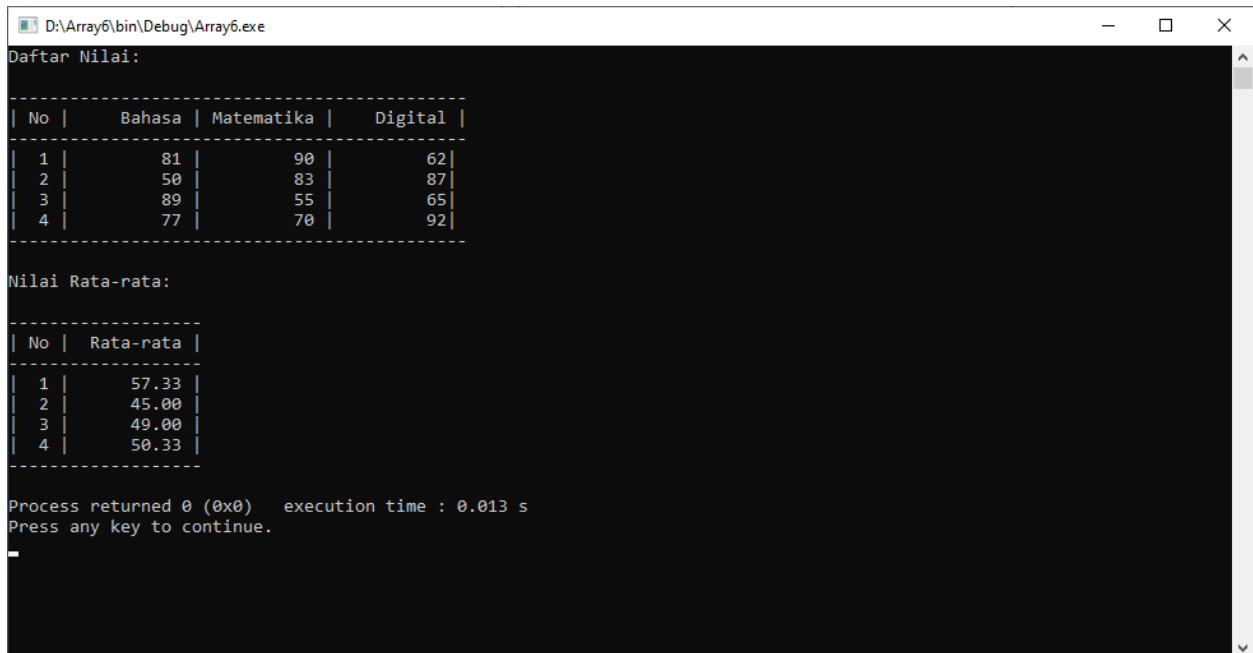 D:\Array6\bin\Debug\Array6.exe
Daftar Nilai:
---------------------------------------------
| No |     Bahasa | Matematika |    Digital |
---------------------------------------------
|  1 |         81 |         90 |         62|
|  2 |         50 |         83 |         87|
|  3 |         89 |         55 |         65|
|  4 |         77 |         70 |         92|
---------------------------------------------
Nilai Rata-rata:
-------------------
| No |  Rata-rata |
-------------------
|  1 |      57.33 |
|  2 |      45.00 |
|  3 |      49.00 |
|  4 |      50.33 |
-------------------
Process returned 0 (0x0)   execution time : 0.013 s
Press any key to continue.